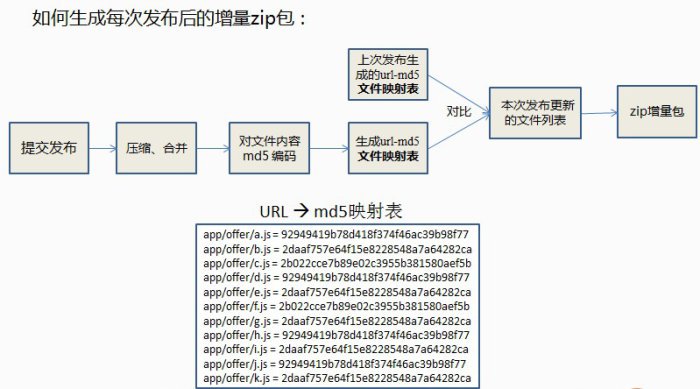 如何生成每次发布后的增量zip包：
上次发布生
成的url-md5
文件映射表
提交发布
压缩、合并
对文件内容
md5 编码
生成url-md5
文件映射表
对比
本次发布更新
的文件列表
zip增量包
URL → md5映射表
app/offer/a.js = 92949419b78d418f374f46ac39b98f77
app/offer/b.js = 2daaf757e64f15e8228548a7a64282ca
app/offer/c.js = 2b022cce7b89e02c3955b381580aef5b
app/offer/d.js = 92949419b78d418f374f46ac39b98f77
app/offer/e.js = 2daaf757e64f15e8228548a7a64282ca
app/offer/f.js = 2b022cce7b89e02c3955b381580aef5b
app/offer/g.js = 2daaf757e64f15e8228548a7a64282ca
app/offer/h.js = 92949419b78d418f374f46ac39b98f77
app/offer/i.js = 2daaf757e64f15e8228548a7a64282ca
app/offer/j.js = 92949419b78d418f374f46ac39b98f77
app/offer/k.js = 2daaf757e64f15e8228548a7a64282ca